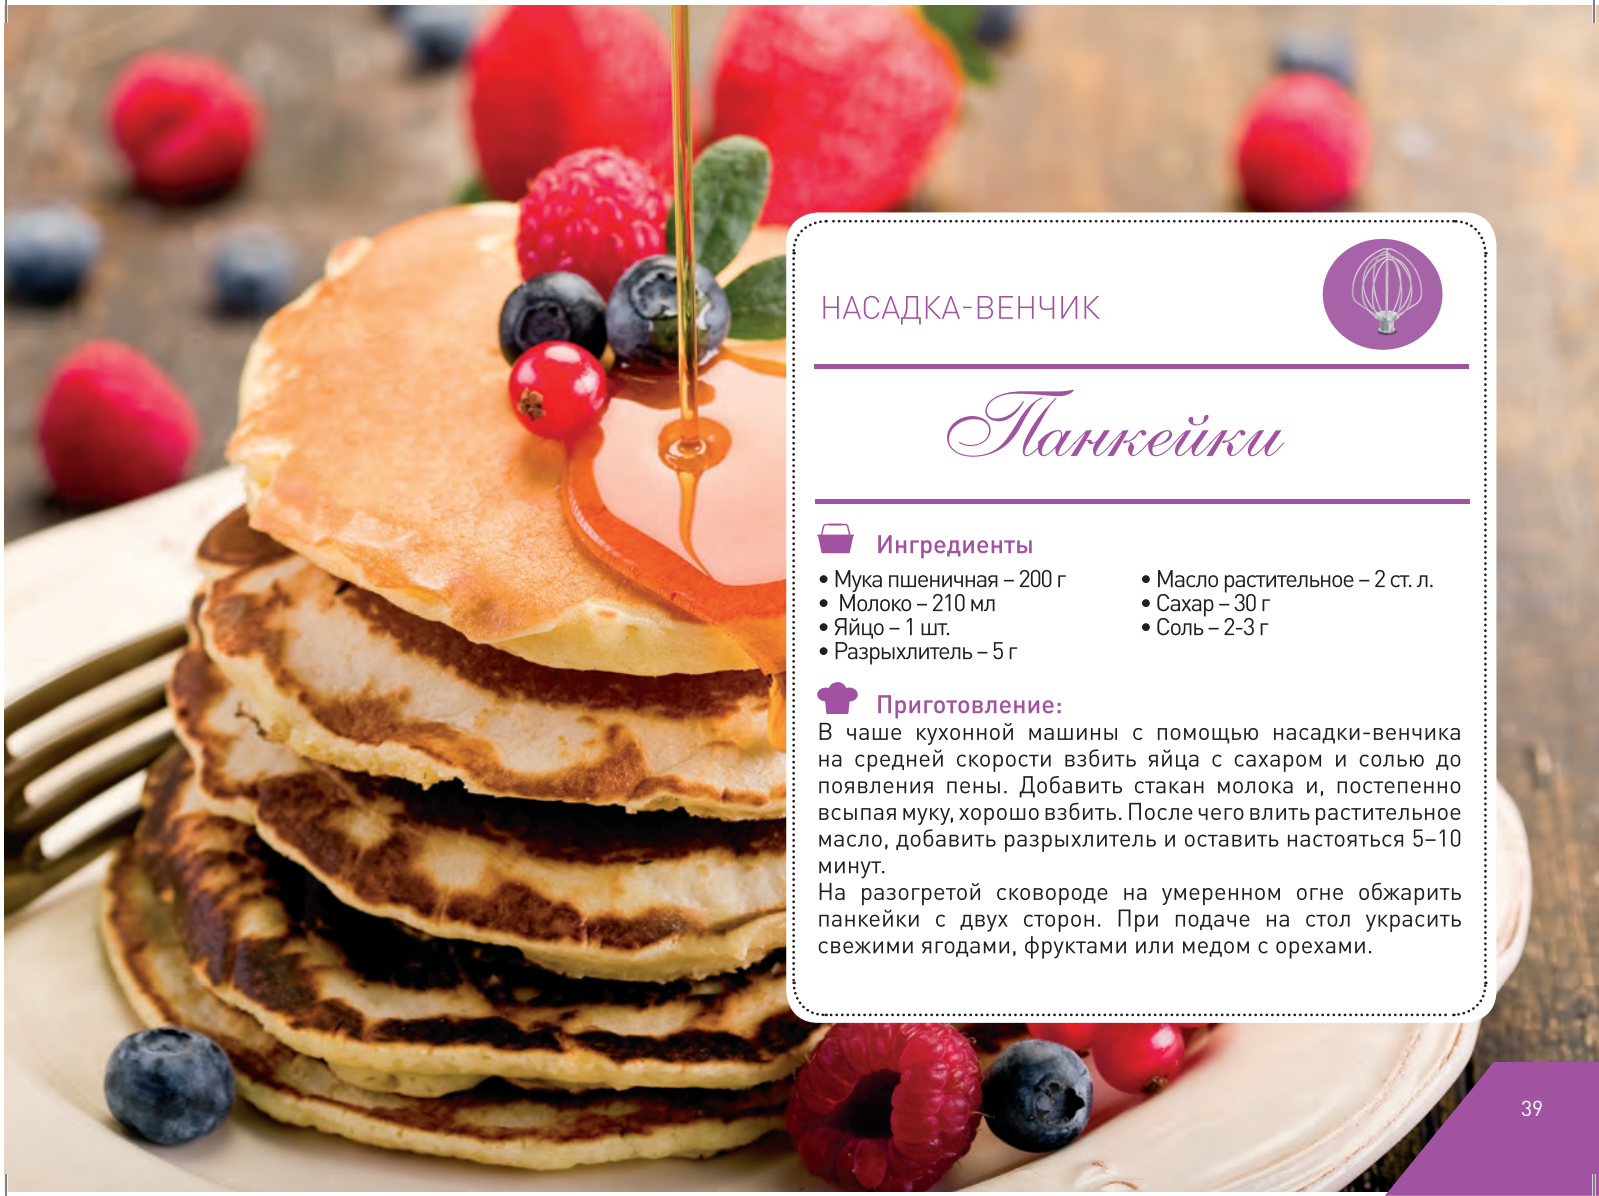 НАСАДКА-ВЕНЧИК
Панкейки
Ингредиенты
• Мука пшеничная – 200 г
• Молоко – 210 мл
• Яйцо – 1 шт.
• Разрыхлитель – 5 г
• Масло растительное – 2 ст. л.
• Сахар – 30 г
• Соль – 2-3 г
Приготовление:
В чаше кухонной машины с помощью насадки-венчика
на средней скорости взбить яйца с сахаром и солью до
появления пены. Добавить стакан молока и, постепенно
всыпая муку, хорошо взбить. После чего влить растительное
масло, добавить разрыхлитель и оставить настояться 5–10
минут.
На разогретой сковороде на умеренном огне обжарить
панкейки с двух сторон. При подаче на стол украсить
свежими ягодами, фруктами или медом с орехами.
39